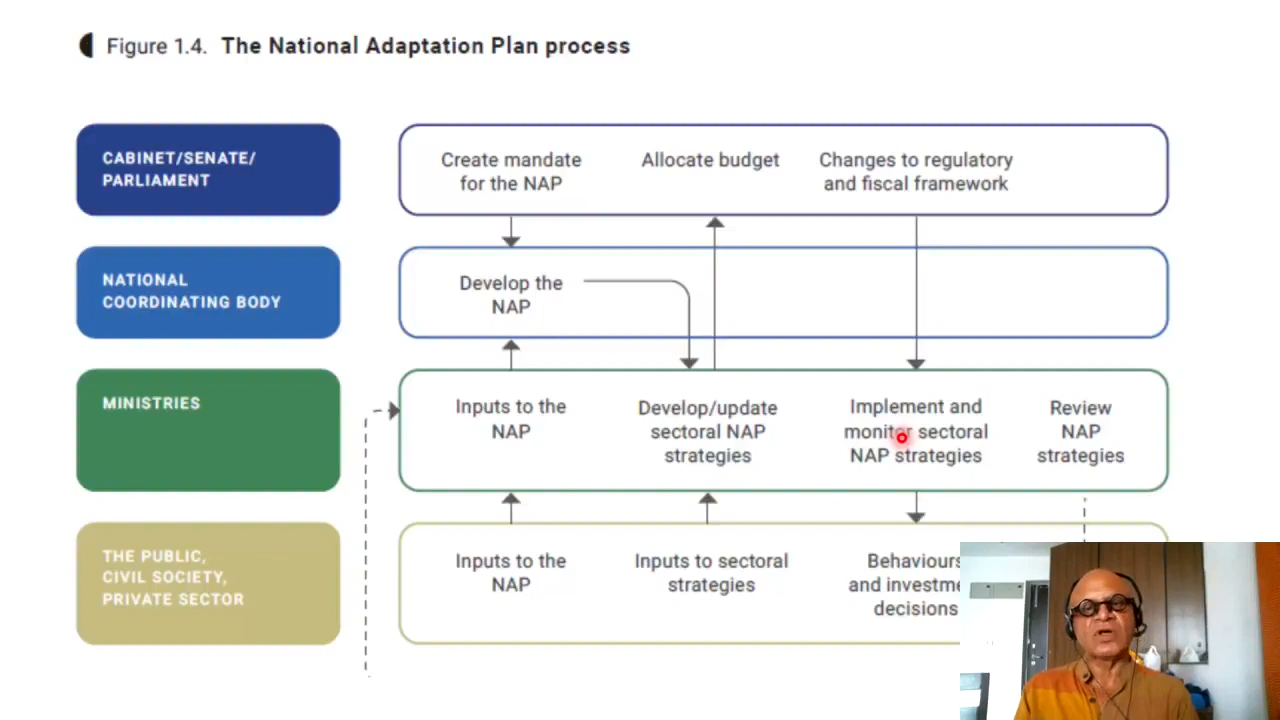 Figure 1.4. The National Adaptation Plan process
CABINET/SENATE/
PARLIAMENT
Create mandate
for the NAP
Allocate budget
Changes to regulatory
and fiscal framework
NATIONAL
COORDINATING BODY
Develop the
NAP
MINISTRIES
Inputs to the
NAP
Develop/update
sectoral NAP
strategies
Implement and
monitor sectoral
NAP strategies
Review
NAP
strategies
THE PUBLIC,
CIVIL SOCIETY,
PRIVATE SECTOR
Inputs to the
NAP
Inputs to sectoral
strategies
Behaviours
and
decisions